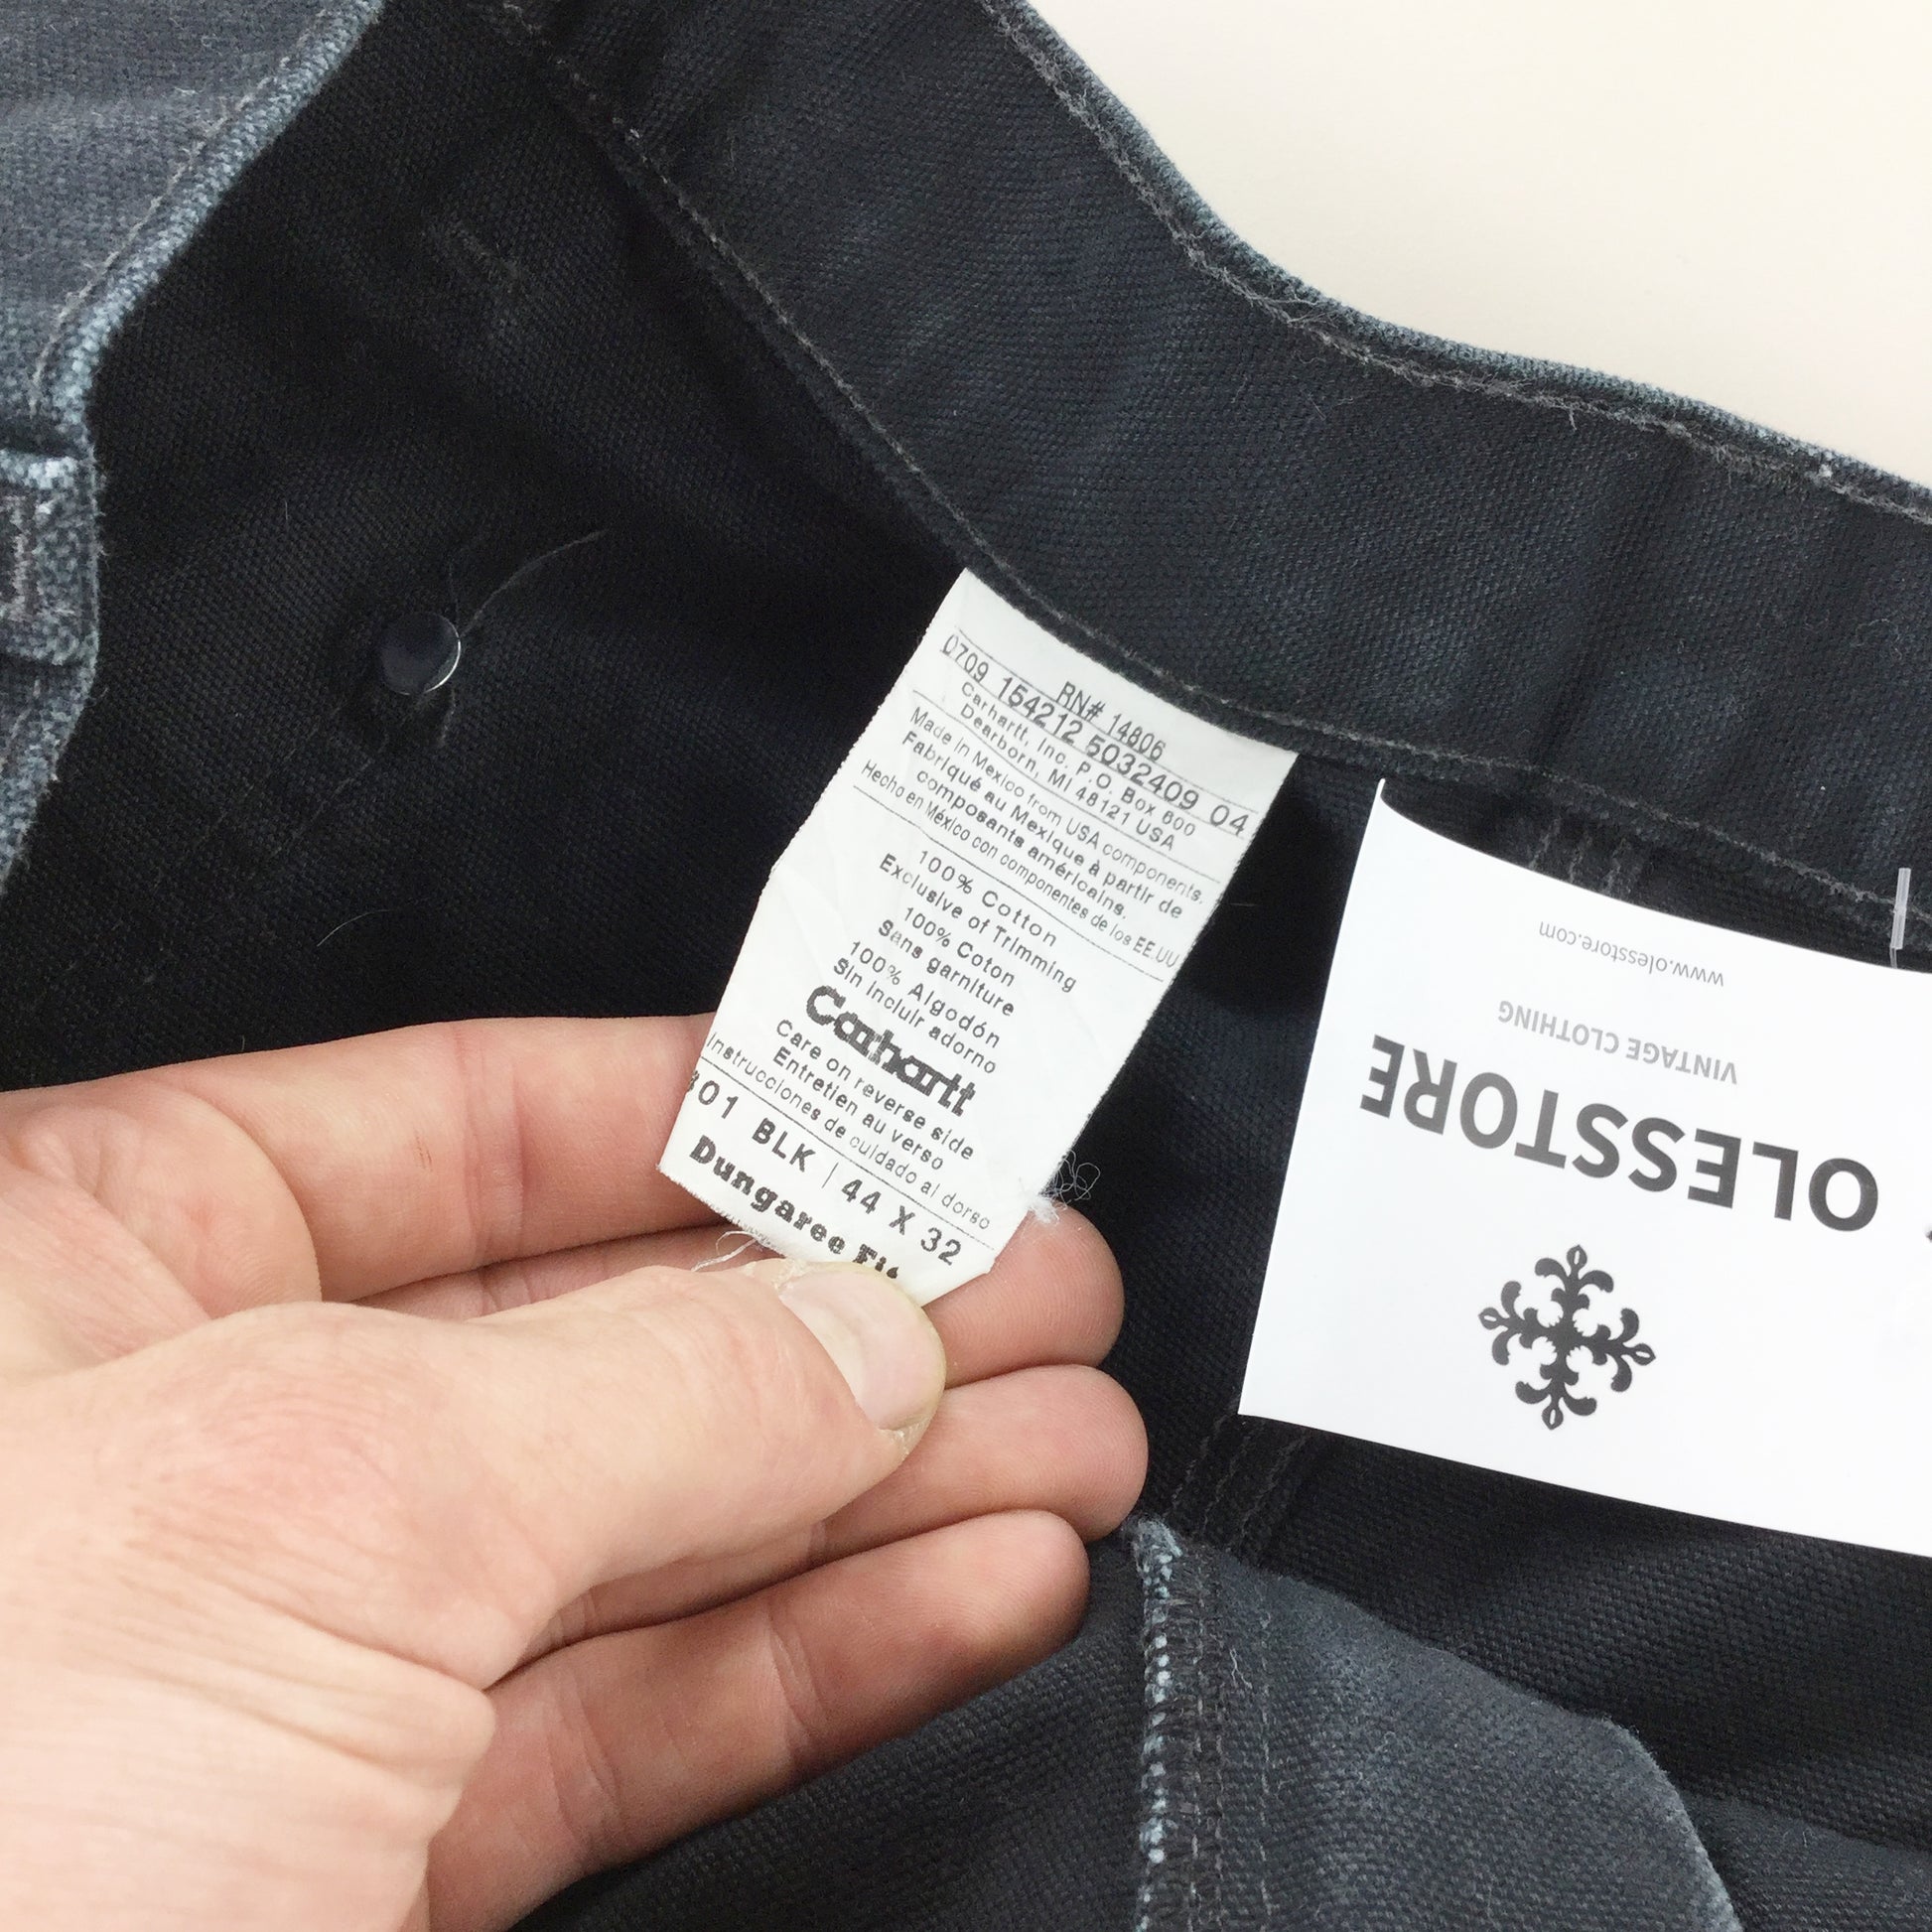 RN# 14806
0709 154212 5032409 04
Carhartt, Inc. P.O. Box 600
Dearborn, MI 48121 USA
Made in Mexico from USA components.
Fabriqué au Mexique à partir de
composants américains.
Hecho en México con componentes de los EE.UU
100% Cotton
Exclusive of Trimming
100% Coton
Sans garniture
100% Algodón
Sin incluir adorno
Carhartt
Care on reverse side
Entretien au verso
Instrucciones de cuidado al dorso
01 BLK | 44 X 32
Dungaree Fit
OLESSTORE
VINTAGE CLOTHING
www.olesstore.com